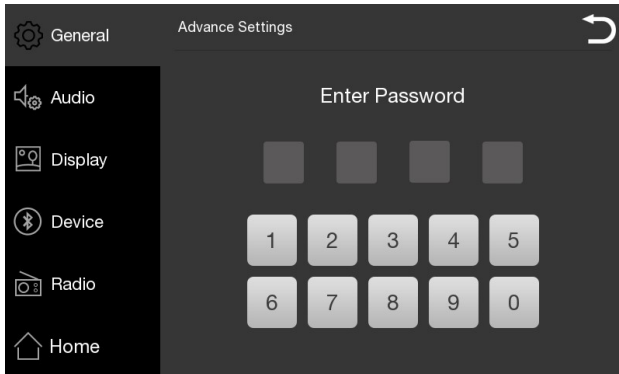 General
Advance Settings
Audio
Enter Password
Display
Device
1 2 3 4 5
Radio
6 7 8 9 0
Home